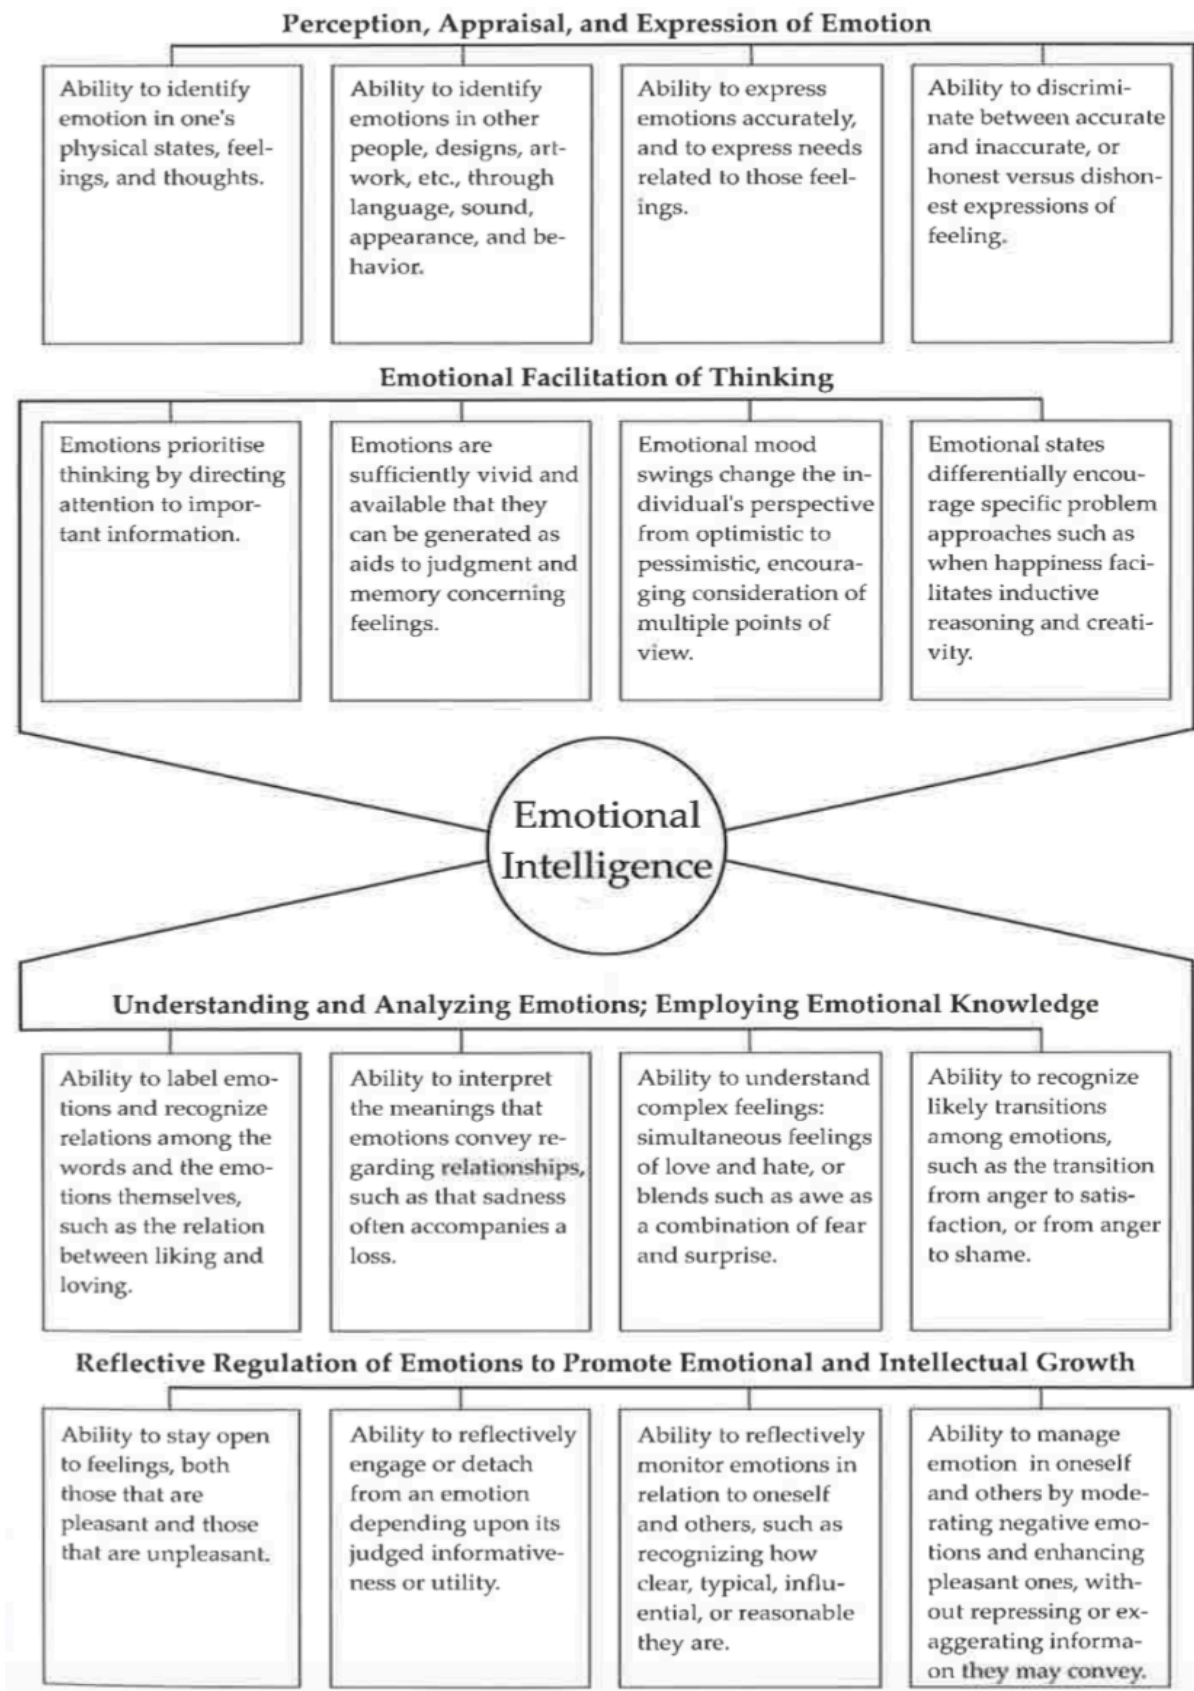 Perception, Appraisal, and Expression of Emotion
Ability to identify
emotion in one's
physical states, feel-
ings, and thoughts.
Ability to identify
emotions in other
people, designs, art-
work, etc., through
language, sound,
appearance, and be-
havior.
Ability to express
emotions accurately,
and to express needs
related to those feel-
ings.
Ability to discrimi-
nate between accurate
and inaccurate, or
honest versus dishon-
est expressions of
feeling.
Emotional Facilitation of Thinking
Emotions prioritise
thinking by directing
attention to impor-
tant information.
Emotions are
sufficiently vivid and
available that they
can be generated as
aids to judgment and
memory concerning
feelings.
Emotional mood
swings change the in-
dividual's perspective
from optimistic to
pessimistic, encoura-
ging consideration of
multiple points of
view.
Emotional states
differentially encou-
rage specific problem
approaches such as
when happiness faci-
litates inductive
reasoning and creati-
vity.
Emotional
Intelligence
Understanding and Analyzing Emotions; Employing Emotional Knowledge
Ability to label emo-
tions and recognize
relations among the
words and the emo-
tions themselves,
such as the relation
between liking and
loving.
Ability to interpret
the meanings that
emotions convey re-
garding relationships,
such as that sadness
often accompanies a
loss.
Ability to understand
complex feelings:
simultaneous feelings
of love and hate, or
blends such as awe as
a combination of fear
and surprise.
Ability to recognize
likely transitions
among emotions,
such as the transition
from anger to satis-
faction, or from anger
to shame.
Reflective Regulation of Emotions to Promote Emotional and Intellectual Growth
Ability to stay open
to feelings, both
those that are
pleasant and those
that are unpleasant.
Ability to reflectively
engage or detach
from an emotion
depending upon its
judged informative-
ness or utility.
Ability to reflectively
monitor emotions in
relation to oneself
and others, such as
recognizing how
clear, typical, influ-
ential, or reasonable
they are.
Ability to manage
emotion in oneself
and others by mode-
rating negative emo-
tions and enhancing
pleasant ones, with-
out repressing or ex-
aggerating informa-
on they may convey.